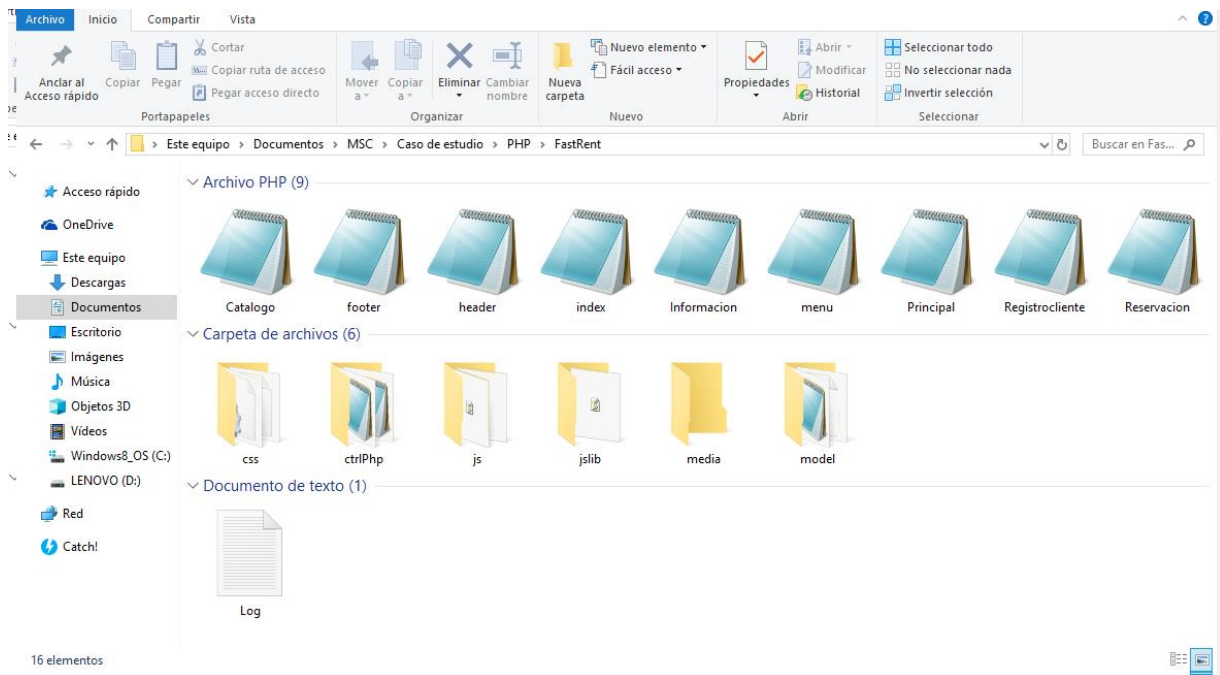 Archivo Inicio Compartir Vista
Cortar
Copiar ruta de acceso
Pegar acceso directo
Anclar al Acceso rápido
Copiar
Pegar
Portapapeles
Mover a
Copiar a
Eliminar
Cambiar nombre
Organizar
Nueva carpeta
Nuevo elemento
Fácil acceso
Nuevo
Propiedades
Abrir
Modificar
Historial
Abrir
Seleccionar todo
No seleccionar nada
Invertir selección
Seleccionar
Este equipo > Documentos > MSC > Caso de estudio > PHP > FastRent
Buscar en Fas...
Acceso rápido
OneDrive
Este equipo
Descargas
Documentos
Escritorio
Imágenes
Música
Objetos 3D
Vídeos
Windows8_OS (C:)
LENOVO (D:)
Red
Catch!
Archivo PHP (9)
Catalogo footer header index Informacion menu Principal Registrocliente Reservacion
Carpeta de archivos (6)
css ctrlPhp js jslib media model
Documento de texto (1)
Log
16 elementos